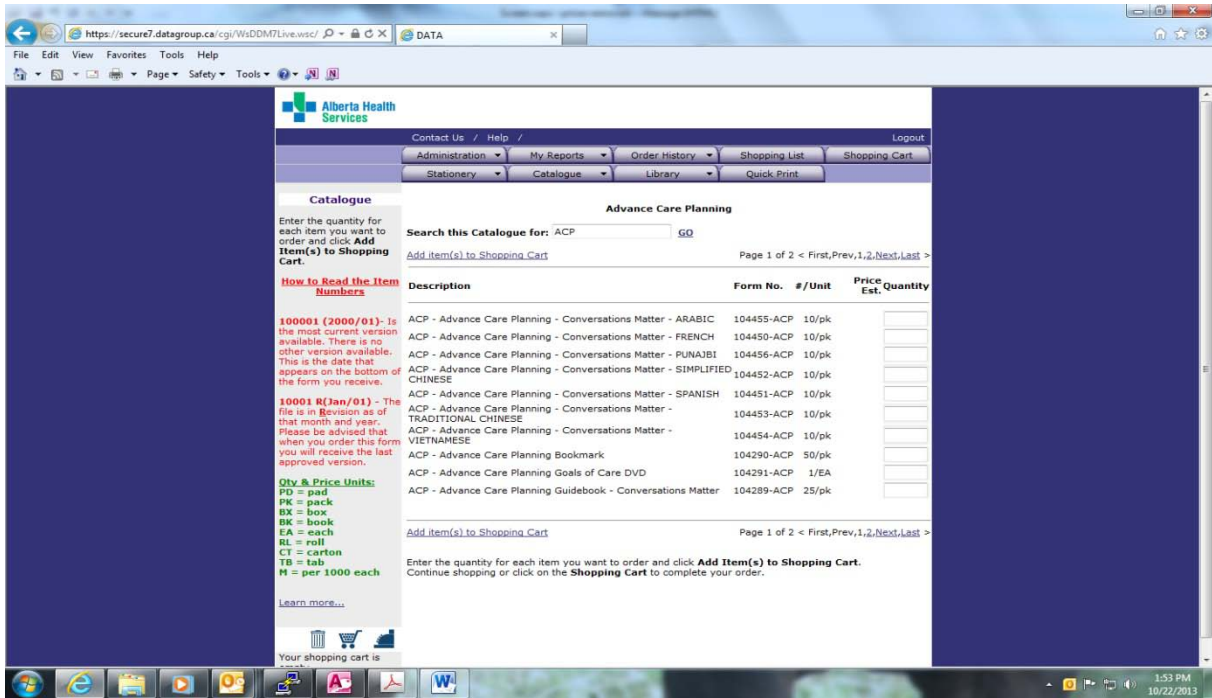 https://secure7.datagroup.ca/cgi/WsDDM7Live.wsc/
DATA
File Edit View Favorites Tools Help
Page Safety Tools
Alberta Health
Services
Contact Us / Help / Logout
Administration My Reports Order History Shopping List Shopping Cart
Stationery Catalogue Library Quick Print
Catalogue
Enter the quantity for
each item you want to
order and click Add
Item(s) to Shopping
Cart.
How to Read the Item
Numbers
100001 (2000/01)- Is
the most current version
available. There is no
other version available.
This is the date that
appears on the bottom of
the form you receive.
10001 R(Jan/01) - The
file is in Revision as of
that month and year.
Please be advised that
when you order this form
you will receive the last
approved version.
Qty & Price Units:
PD = pad
PK = pack
BX = box
BK = book
EA = each
RL = roll
CT = carton
TB = tab
M = per 1000 each
Learn more...
Your shopping cart is
Advance Care Planning
Search this Catalogue for: ACP GO
Add item(s) to Shopping Cart Page 1 of 2 < First,Prev,1,2,Next,Last >
Description Form No. #/Unit Price Est. Quantity
ACP - Advance Care Planning - Conversations Matter - ARABIC 104455-ACP 10/pk
ACP - Advance Care Planning - Conversations Matter - FRENCH 104450-ACP 10/pk
ACP - Advance Care Planning - Conversations Matter - PUNAJBI 104456-ACP 10/pk
ACP - Advance Care Planning - Conversations Matter - SIMPLIFIED
CHINESE 104452-ACP 10/pk
ACP - Advance Care Planning - Conversations Matter - SPANISH 104451-ACP 10/pk
ACP - Advance Care Planning - Conversations Matter -
TRADITIONAL CHINESE 104453-ACP 10/pk
ACP - Advance Care Planning - Conversations Matter -
VIETNAMESE 104454-ACP 10/pk
ACP - Advance Care Planning Bookmark 104290-ACP 50/pk
ACP - Advance Care Planning Goals of Care DVD 104291-ACP 1/EA
ACP - Advance Care Planning Guidebook - Conversations Matter 104289-ACP 25/pk
Add item(s) to Shopping Cart Page 1 of 2 < First,Prev,1,2,Next,Last >
Enter the quantity for each item you want to order and click Add Item(s) to Shopping Cart.
Continue shopping or click on the Shopping Cart to complete your order.
1:53 PM
10/22/2013